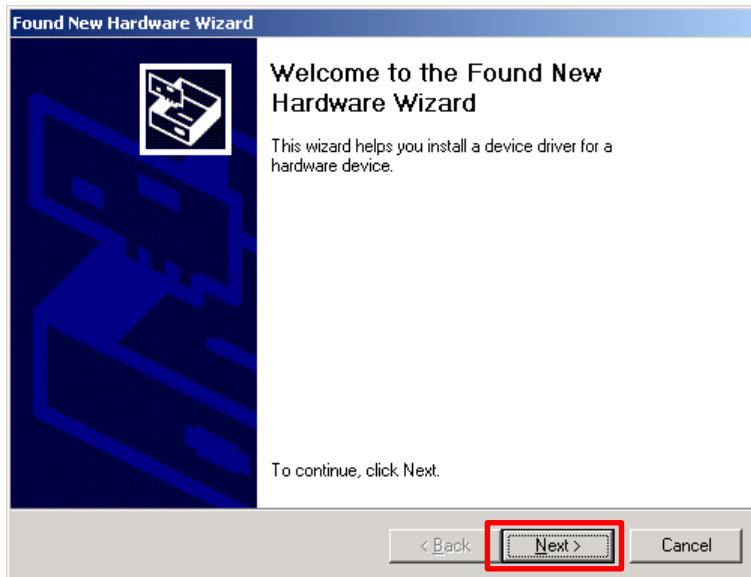 Found New Hardware Wizard
Welcome to the Found New
Hardware Wizard
This wizard helps you install a device driver for a
hardware device.
To continue, click Next.
< Back
Next >
Cancel